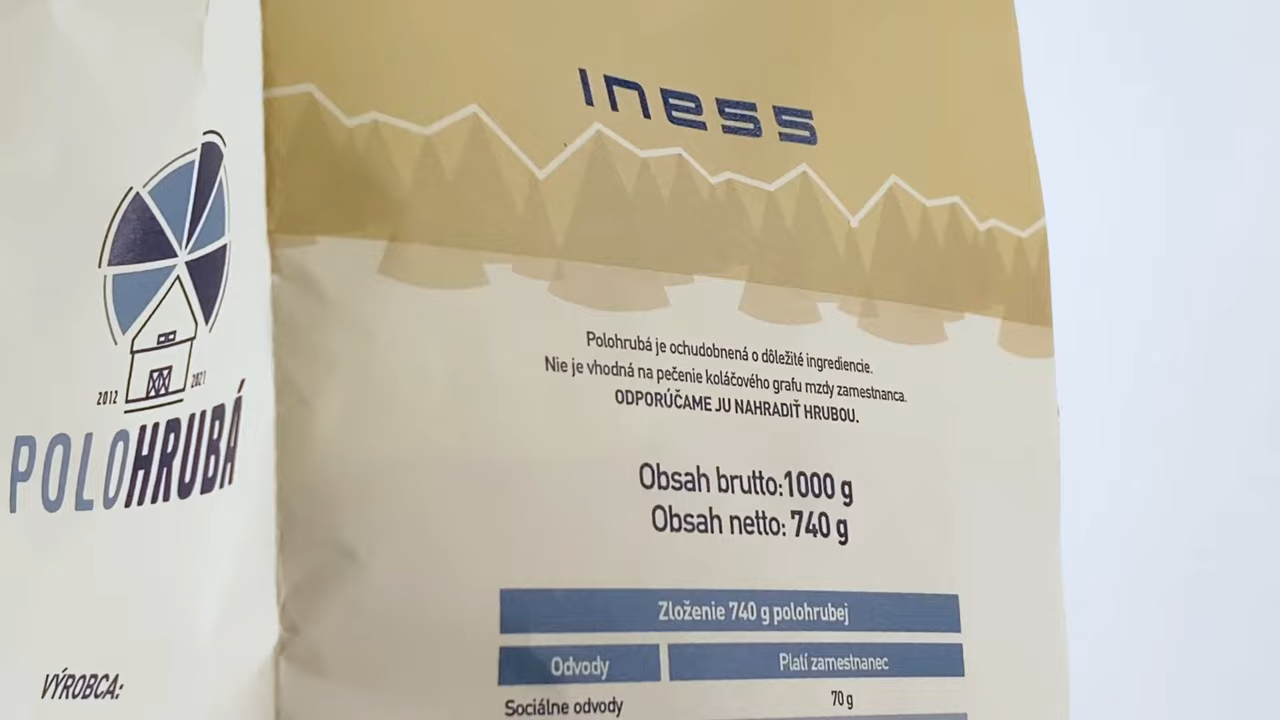 iness
2012
2021
POLOHRUBÁ
VÝROBCA:
Polohrubá je ochudobnená o dôležité ingrediencie.
Nie je vhodná na pečenie koláčového grafu mzdy zamestnanca.
ODPORÚČAME JU NAHRADIŤ HRUBOU.
Obsah brutto:1000 g
Obsah netto: 740 g
Zloženie 740 g polohrubej
Odvody
Platí zamestnanec
Sociálne odvody
70 g